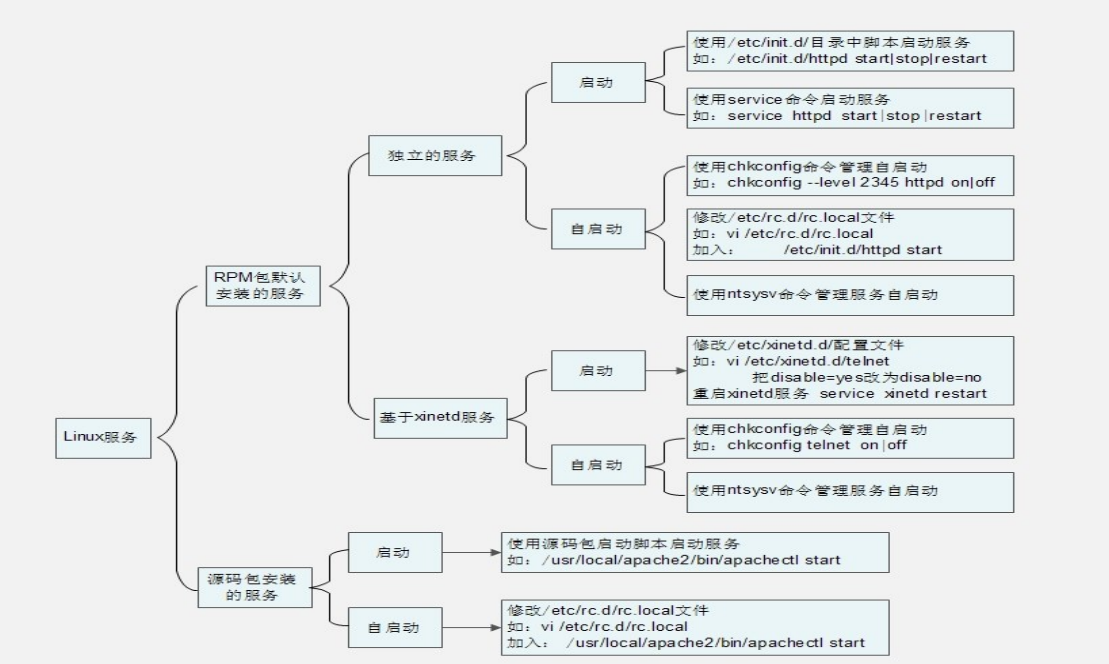 使用/etc/init.d/目录中脚本启动服务
如：/etc/init.d/httpd start|stop|restart
启动
使用service命令启动服务
如：service httpd start|stop|restart
独立的服务
使用chkconfig命令管理自启动
如：chkconfig --level 2345 httpd on|off
自启动
修改/etc/rc.d/rc.local文件
如：vi /etc/rc.d/rc.local
加入： /etc/init.d/httpd start
RPM包默认
安装的服务
使用ntsysv命令管理服务自启动
修改/etc/xinetd.d/配置文件
如：vi /etc/xinetd.d/telnet
把disable=yes改为disable=no
重启xinetd服务 service xinetd restart
启动
基于xinetd服务
使用chkconfig命令管理自启动
如：chkconfig telnet on|off
Linux服务
自启动
使用ntsysv命令管理服务自启动
启动
使用源码包启动脚本启动服务
如：/usr/local/apache2/bin/apachectl start
源码包安装
的服务
自启动
修改/etc/rc.d/rc.local文件
如：vi /etc/rc.d/rc.local
加入： /usr/local/apache2/bin/apachectl start